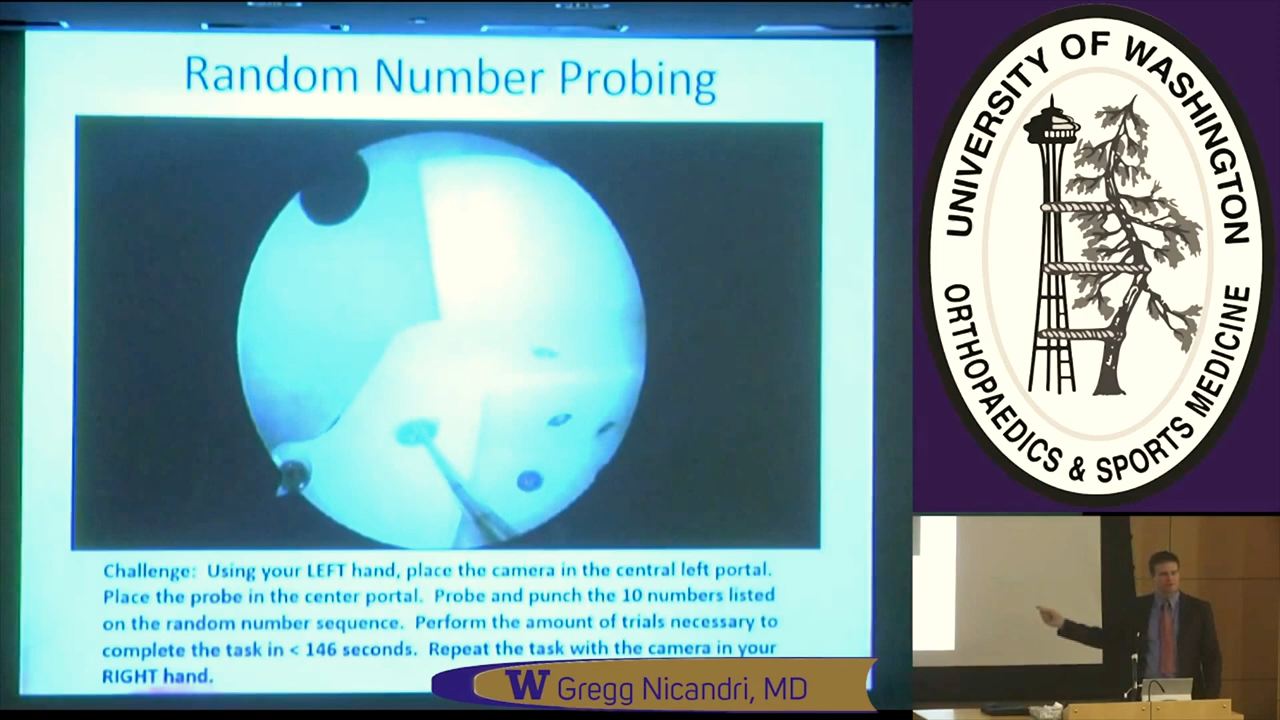 Random Number Probing
Challenge: Using your LEFT hand, place the camera in the central left portal.
Place the probe in the center portal. Probe and punch the 10 numbers listed
on the random number sequence. Perform the amount of trials necessary to
complete the task in < 146 seconds. Repeat the task with the camera in your
RIGHT hand.
W Gregg Nicandri, MD
UNIVERSITY OF WASHINGTON
ORTHOPAEDICS & SPORTS MEDICINE